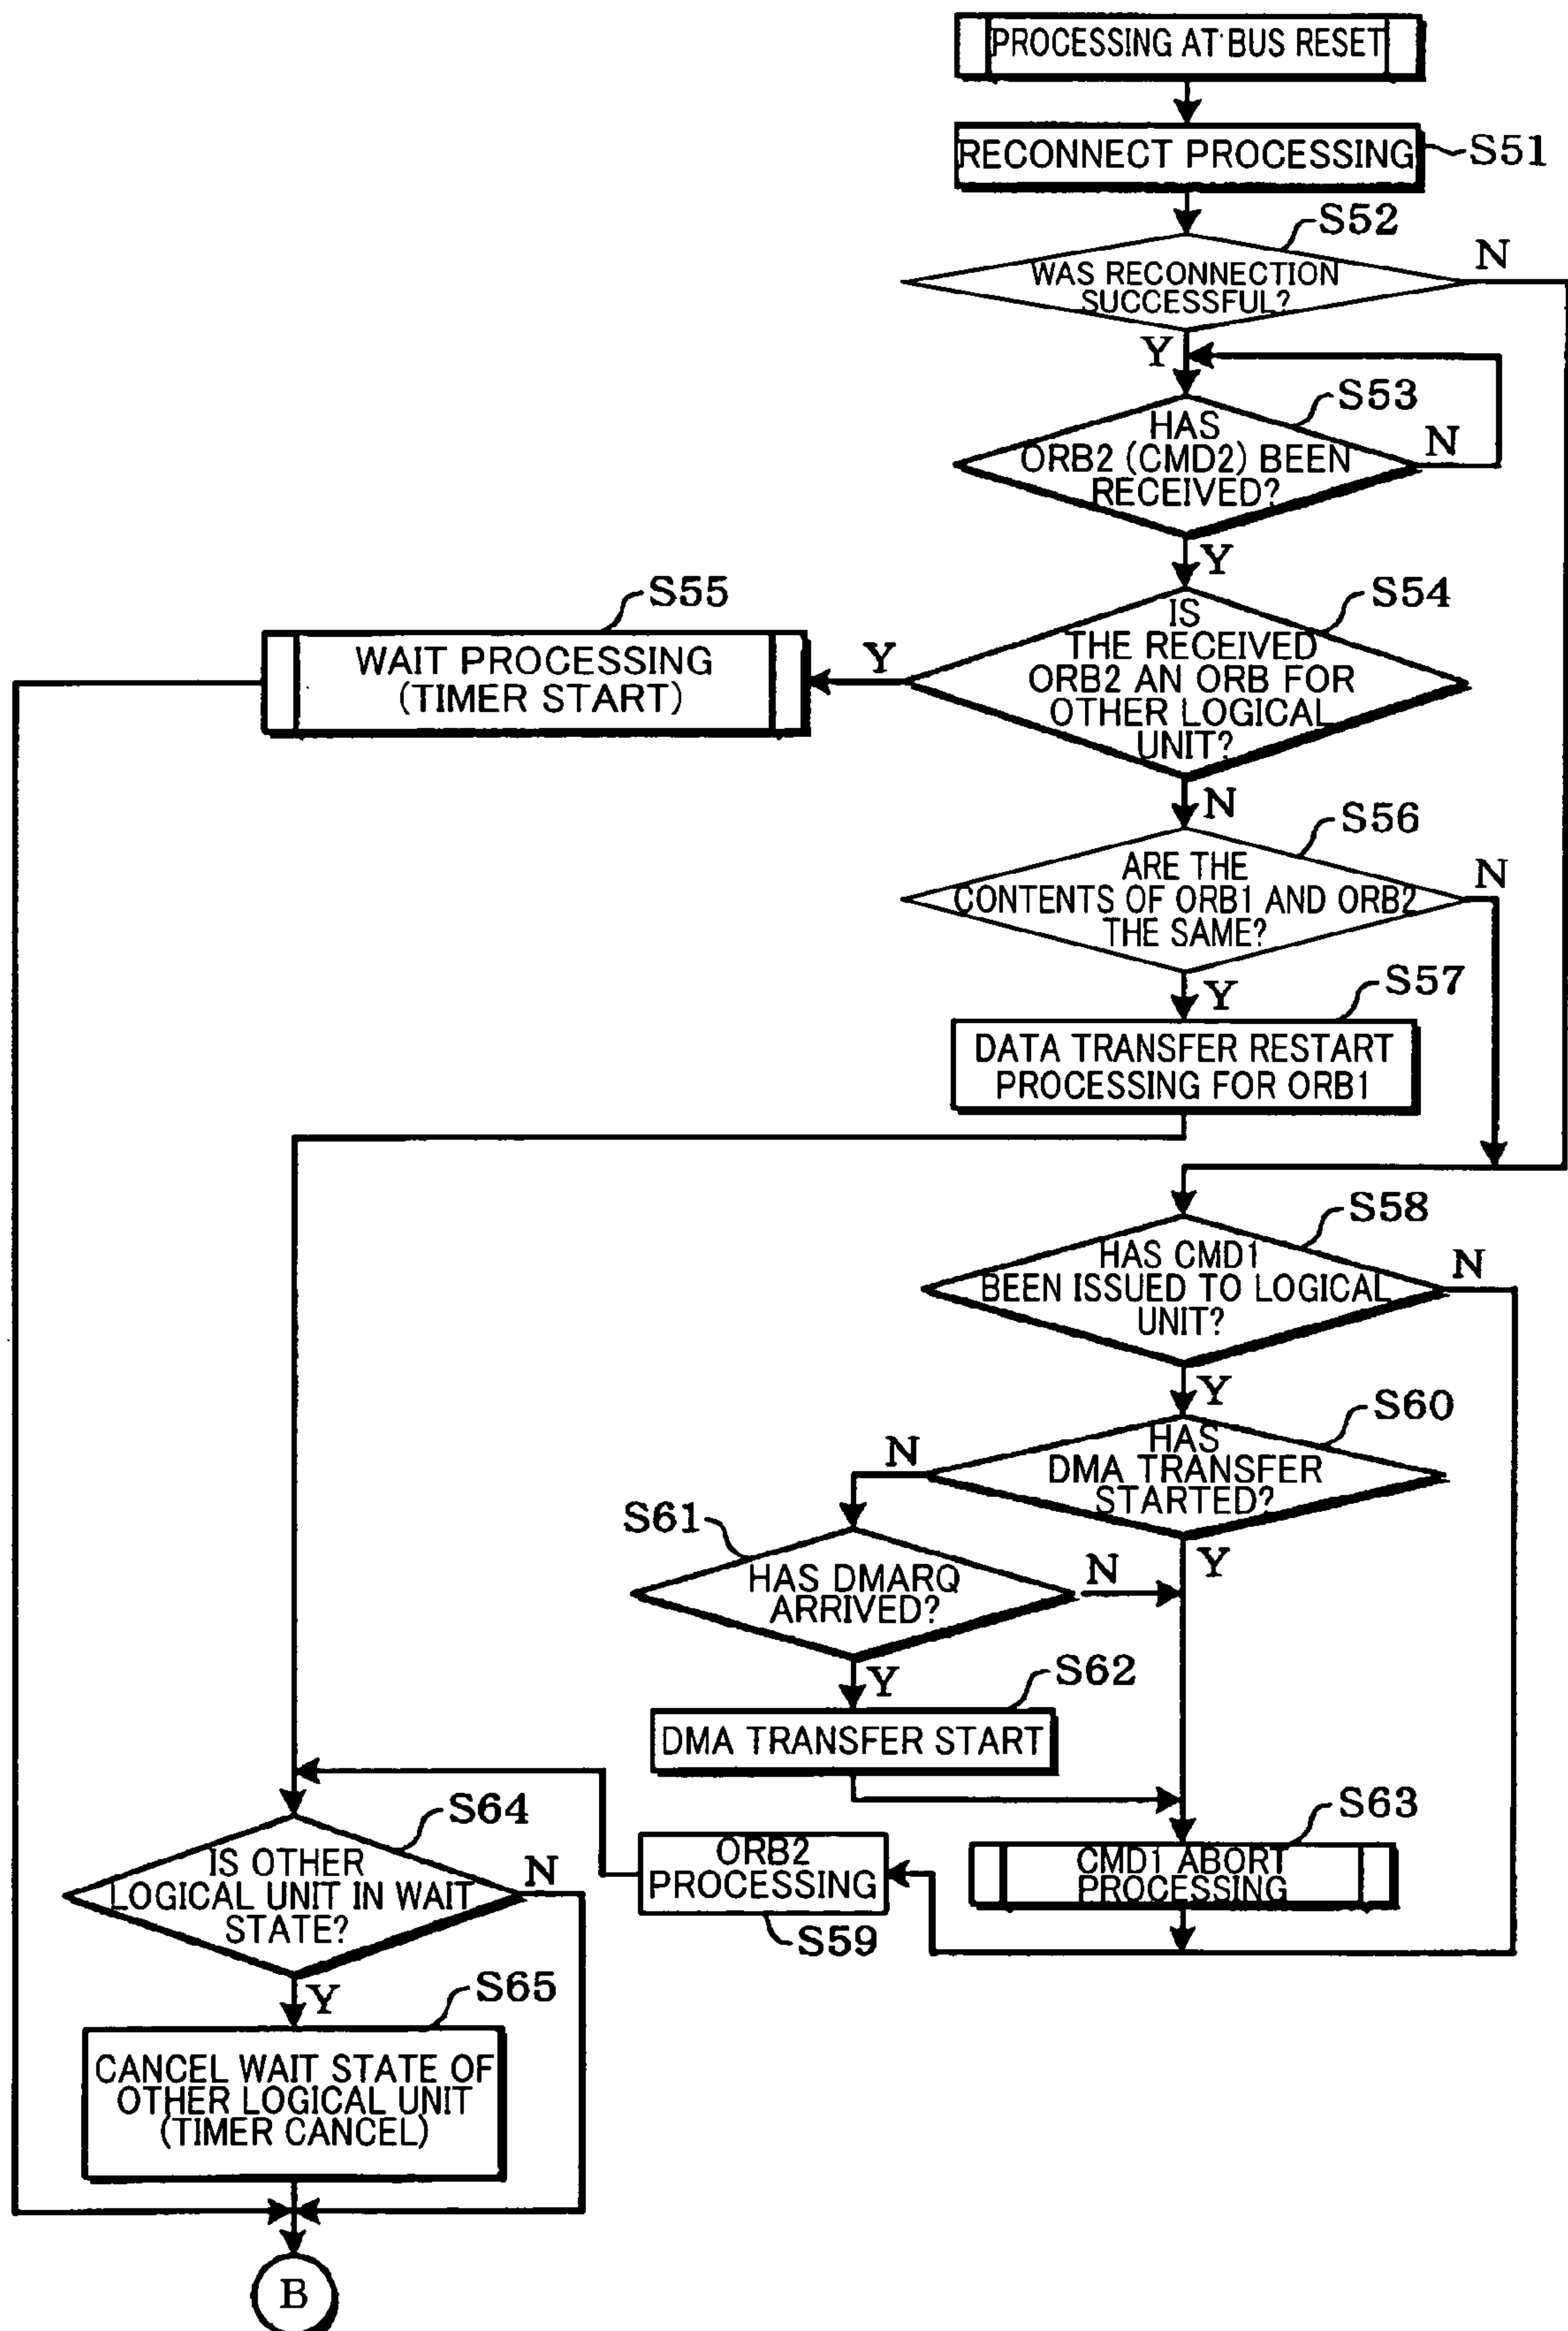 PROCESSING AT BUS RESET
RECONNECT PROCESSING
S51
S52
WAS RECONNECTION
SUCCESSFUL?
N
Y
S53
HAS
ORB2 (CMD2) BEEN
RECEIVED?
N
Y
S54
IS
THE RECEIVED
ORB2 AN ORB FOR
OTHER LOGICAL
UNIT?
Y
S55
WAIT PROCESSING
(TIMER START)
N
S56
ARE THE
CONTENTS OF ORB1 AND ORB2
THE SAME?
N
Y
S57
DATA TRANSFER RESTART
PROCESSING FOR ORB1
S58
HAS CMD1
BEEN ISSUED TO LOGICAL
UNIT?
N
Y
S60
HAS
DMA TRANSFER
STARTED?
N
Y
S61
HAS DMARQ
ARRIVED?
N
Y
S62
DMA TRANSFER START
S63
CMD1 ABORT
PROCESSING
ORB2
PROCESSING
S59
S64
IS OTHER
LOGICAL UNIT IN WAIT
STATE?
N
Y
S65
CANCEL WAIT STATE OF
OTHER LOGICAL UNIT
(TIMER CANCEL)
B